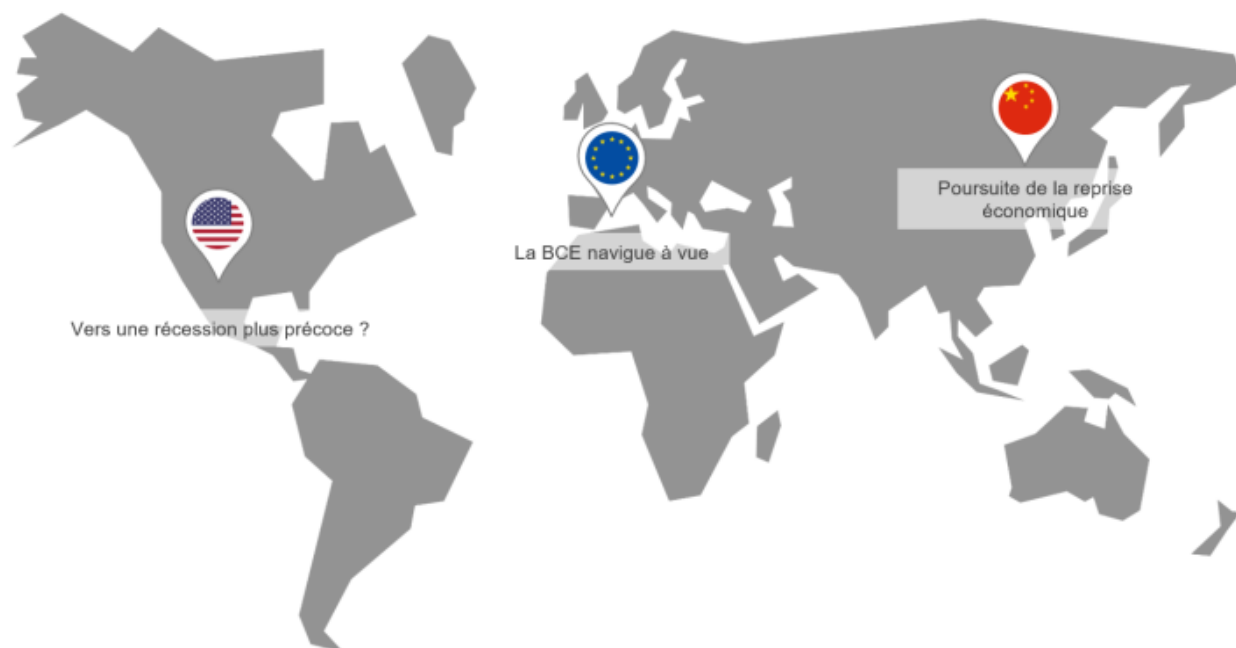 Vers une récession plus précoce ?
La BCE navigue à vue
Poursuite de la reprise
économique